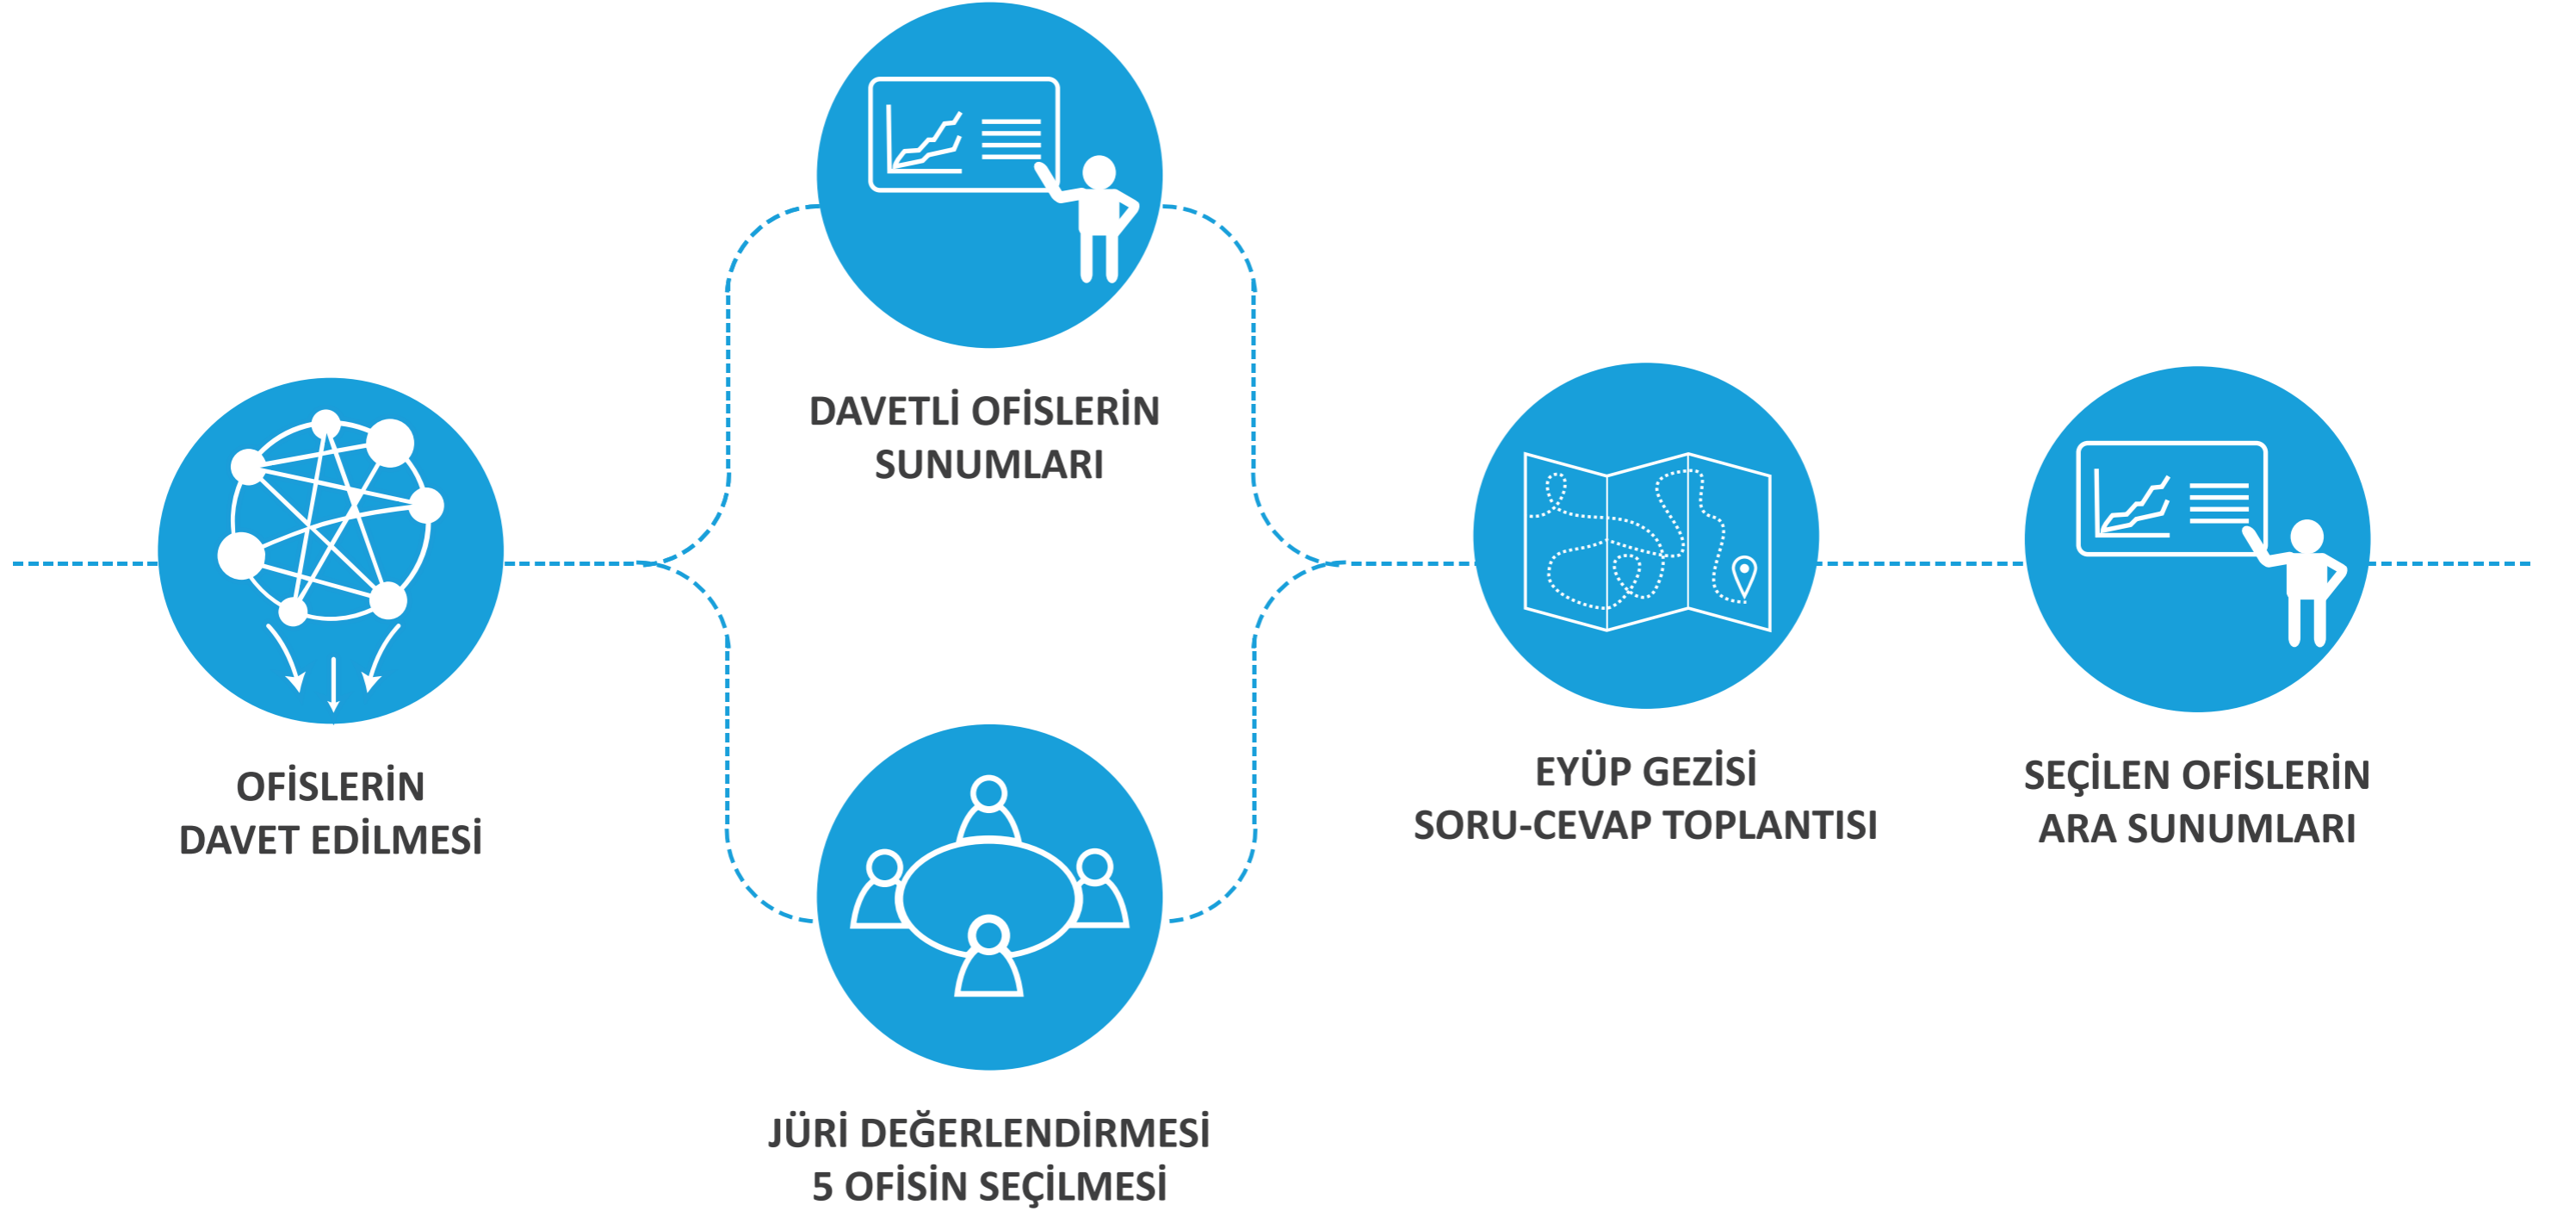 OFİSLERİN
DAVET EDİLMESİ
DAVETLİ OFİSLERİN
SUNUMLARI
JÜRİ DEĞERLENDİRMESİ
5 OFİSİN SEÇİLMESİ
EYÜP GEZİSİ
SORU-CEVAP TOPLANTISI
SEÇİLEN OFİSLERİN
ARA SUNUMLARI